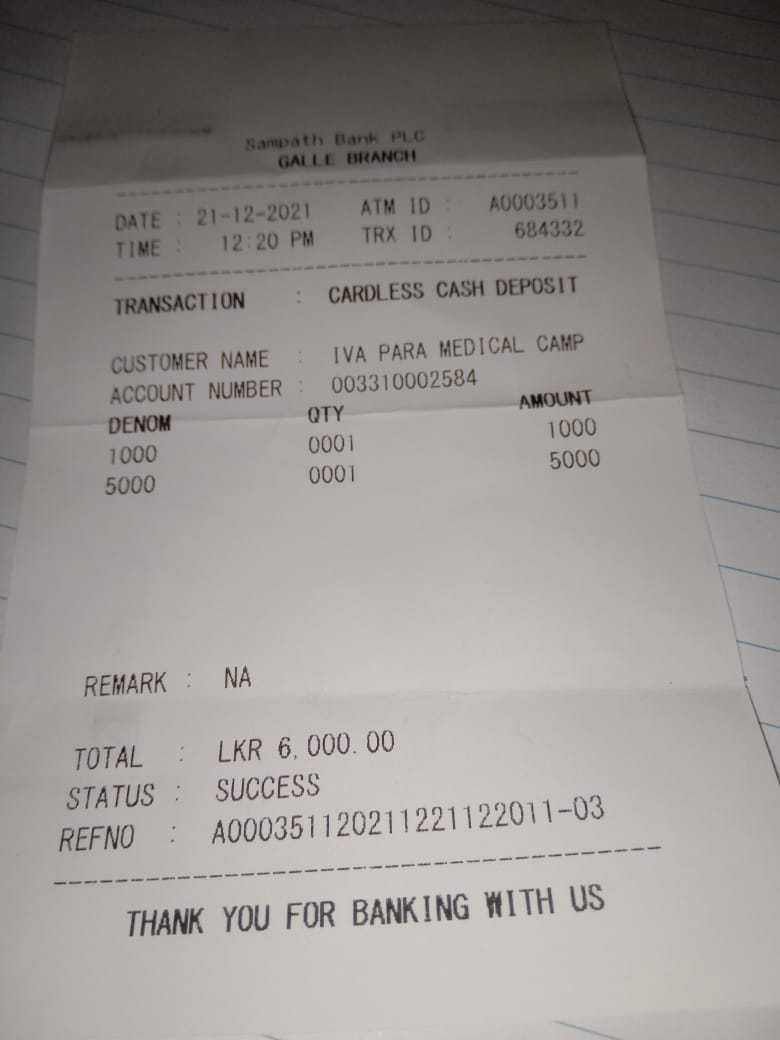 Sampath Bank PLC
GALLE BRANCH
DATE : 21-12-2021 ATM ID : A0003511
TIME : 12:20 PM TRX ID : 684332
TRANSACTION : CARDLESS CASH DEPOSIT
CUSTOMER NAME : IVA PARA MEDICAL CAMP
ACCOUNT NUMBER : 003310002584
DENOM QTY AMOUNT
1000 0001 1000
5000 0001 5000
REMARK : NA
TOTAL : LKR 6,000.00
STATUS : SUCCESS
REFNO : A000351120211221122011-03
THANK YOU FOR BANKING WITH US